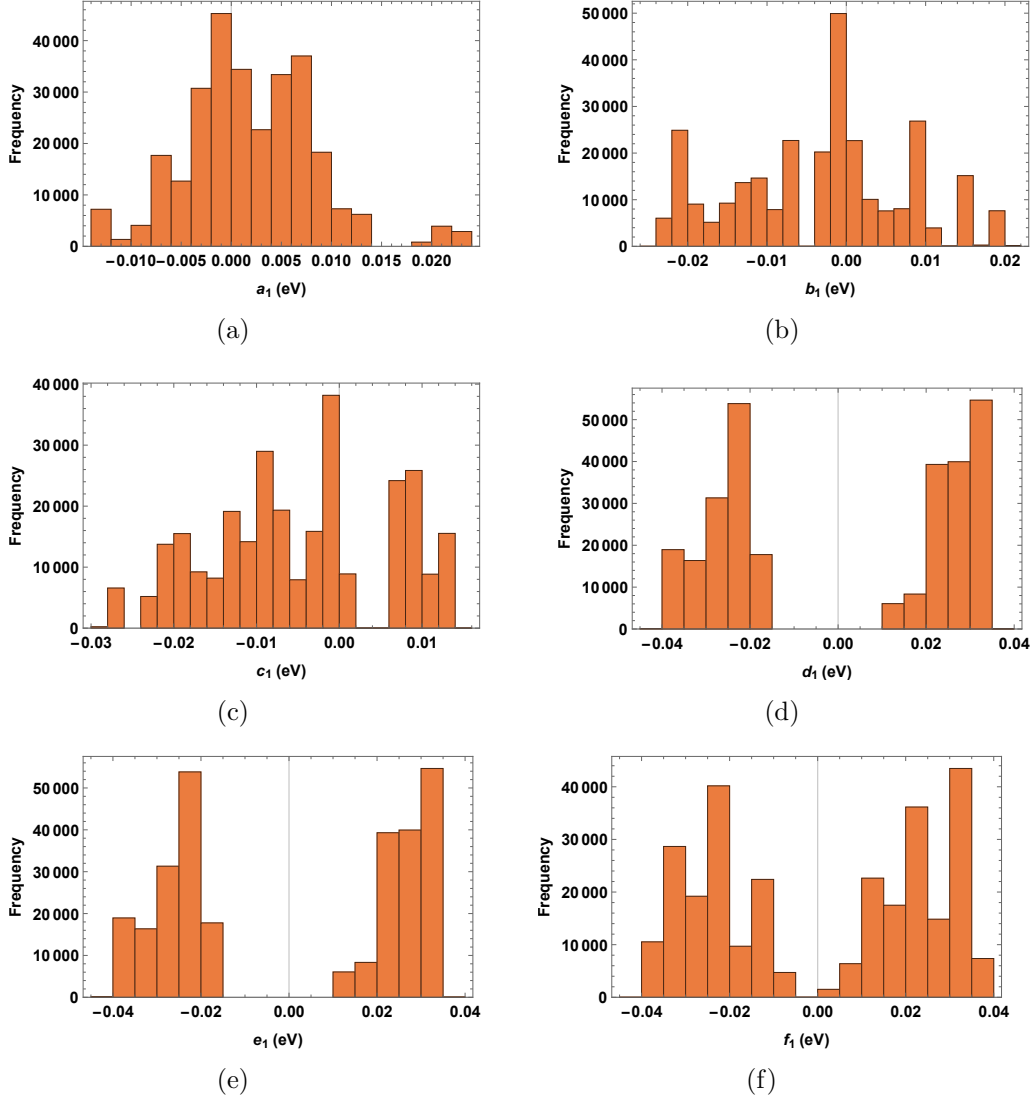 40 000
30 000
20 000
10 000
0
Frequency
−0.010 −0.005 0.000 0.005 0.010 0.015 0.020
a1 (eV)
(a)
50 000
40 000
30 000
20 000
10 000
0
Frequency
−0.02 −0.01 0.00 0.01 0.02
b1 (eV)
(b)
40 000
30 000
20 000
10 000
0
Frequency
−0.03 −0.02 −0.01 0.00 0.01
c1 (eV)
(c)
50 000
40 000
30 000
20 000
10 000
0
Frequency
−0.04 −0.02 0.00 0.02 0.04
d1 (eV)
(d)
50 000
40 000
30 000
20 000
10 000
0
Frequency
−0.04 −0.02 0.00 0.02 0.04
e1 (eV)
(e)
40 000
30 000
20 000
10 000
0
Frequency
−0.04 −0.02 0.00 0.02 0.04
f1 (eV)
(f)